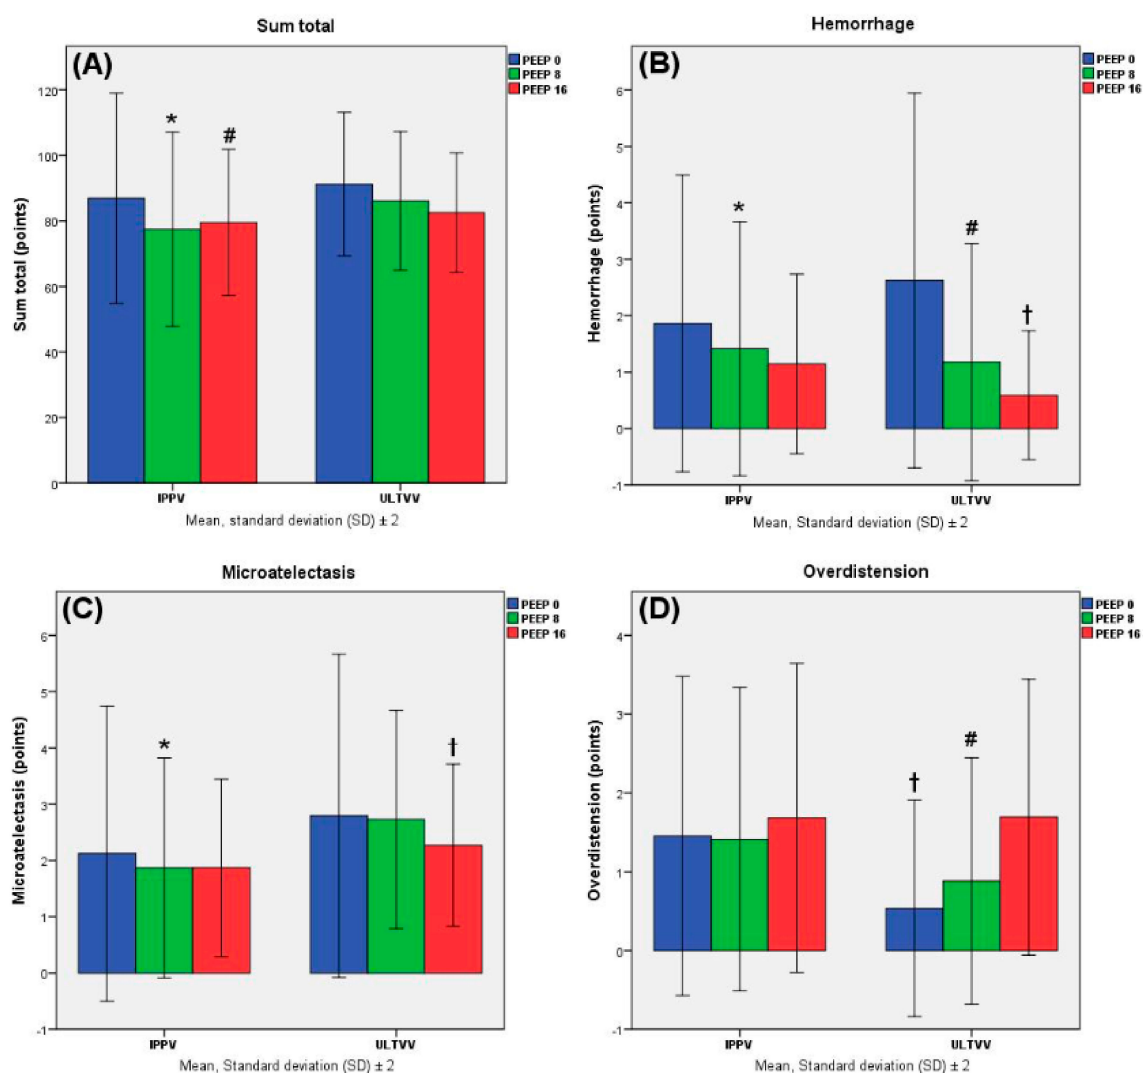 Sum total
(A)
PEEP 0
PEEP 8
PEEP 16
120
100
80
60
40
20
0
Sum total (points)
*
#
IPPV
ULTVV
Mean, standard deviation (SD) ± 2
Hemorrhage
(B)
PEEP 0
PEEP 8
PEEP 16
6
5
4
3
2
1
0
-1
Hemorrhage (points)
*
#
†
IPPV
ULTVV
Mean, Standard deviation (SD) ± 2
Microatelectasis
(C)
PEEP 0
PEEP 8
PEEP 16
6
5
4
3
2
1
0
-1
Microatelectasis (points)
*
†
IPPV
ULTVV
Mean, Standard deviation (SD) ± 2
Overdistension
(D)
PEEP 0
PEEP 8
PEEP 16
4
3
2
1
0
-1
Overdistension (points)
†
#
IPPV
ULTVV
Mean, Standard deviation (SD) ± 2